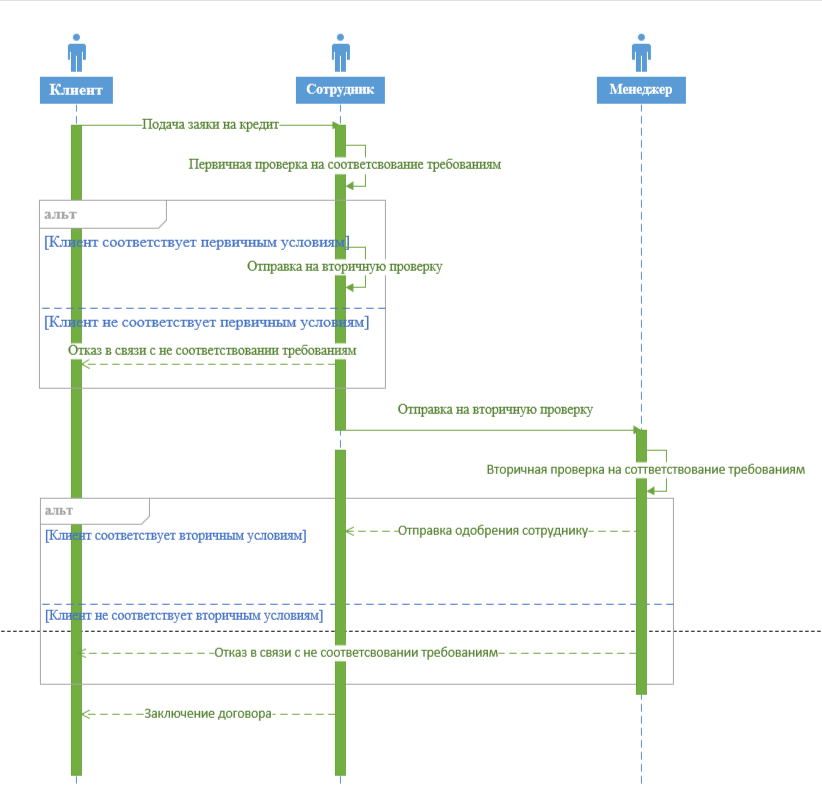 Клиент
Сотрудник
Менеджер
Подача заяки на кредит
Первичная проверка на соответсвование требованиям
альт
[Клиент соответствует первичным условиям]
Отправка на вторичную проверку
[Клиент не соответствует первичным условиям]
Отказ в связи с не соответствовании требованиям
Отправка на вторичную проверку
Вторичная проверка на соттветствование требованиям
альт
Отправка одобрения сотруднику
[Клиент соответствует вторичным условиям]
[Клиент не соответствует вторичным условиям]
Отказ в связи с не соответсвовании требованиям
Заключение договора